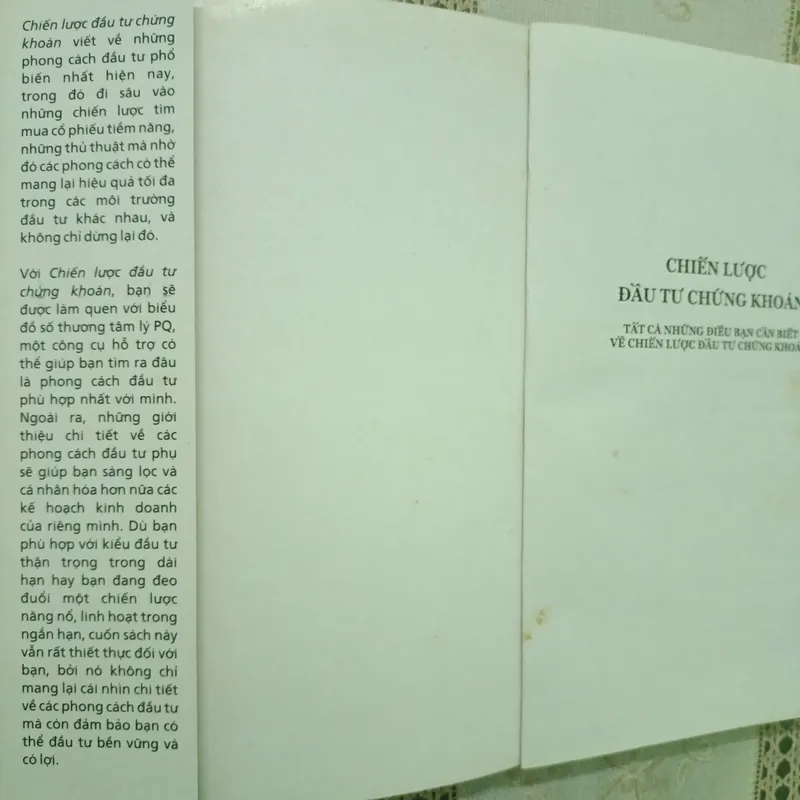 Chiến lược đầu tư chứng
khoán viết về những
phong cách đầu tư phổ
biến nhất hiện nay,
trong đó đi sâu vào
những chiến lược tìm
mua cổ phiếu tiềm năng,
những thủ thuật mà nhờ
đó các phong cách có thể
mang lại hiệu quả tối đa
trong các môi trường
đầu tư khác nhau, và
không chỉ dừng lại đó.
Với Chiến lược đầu tư
chứng khoán, bạn sẽ
được làm quen với biểu
đồ số thương tâm lý PQ,
một công cụ hỗ trợ có
thể giúp bạn tìm ra đâu
là phong cách đầu tư
phù hợp nhất với mình.
Ngoài ra, những giới
thiệu chi tiết về các
phong cách đầu tư phụ
sẽ giúp bạn sàng lọc và
cá nhân hóa hơn nữa các
kế hoạch kinh doanh
của riêng mình. Dù bạn
phù hợp với kiểu đầu tư
thận trọng trong dài
hạn hay bạn đang đeo
đuổi một chiến lược
năng nổ, linh hoạt trong
ngắn hạn, cuốn sách này
vẫn rất thiết thực đối với
bạn, bởi nó không chỉ
mang lại cái nhìn chi tiết
về các phong cách đầu tư
mà còn đảm bảo bạn có
thể đầu tư bền vững và
có lợi.
CHIẾN LƯỢC
ĐẦU TƯ CHỨNG KHOÁN
TẤT CẢ NHỮNG ĐIỀU BẠN CẦN BIẾT
VỀ CHIẾN LƯỢC ĐẦU TƯ CHỨNG KHOÁ